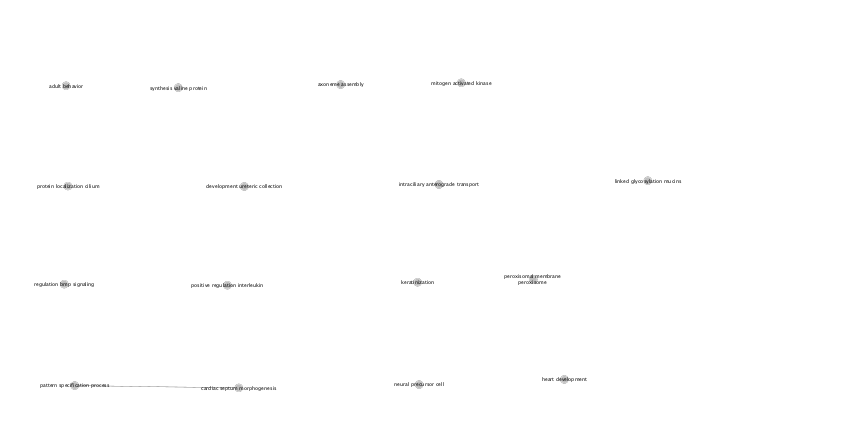 adult behavior
synthesis valine protein
axoneme assembly
mitogen activated kinase
protein localization cilium
development ureteric collection
intraciliary anterograde transport
linked glycosylation mucins
regulation bmp signaling
positive regulation interleukin
keratinization
peroxisomal membrane
peroxisome
pattern specification process
cardiac septum morphogenesis
neural precursor cell
heart development